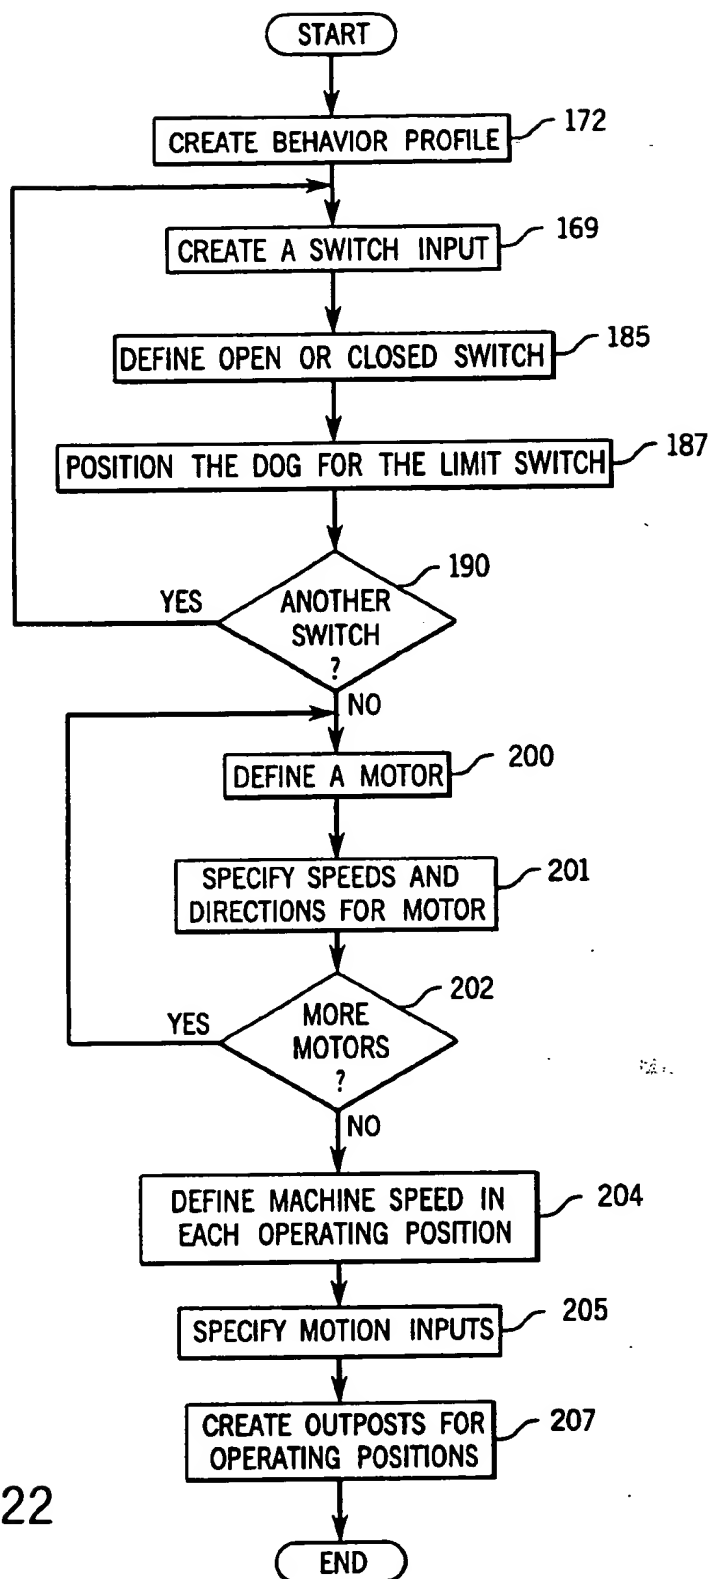 START
CREATE BEHAVIOR PROFILE
172
CREATE A SWITCH INPUT
169
DEFINE OPEN OR CLOSED SWITCH
185
POSITION THE DOG FOR THE LIMIT SWITCH
187
190
YES
ANOTHER
SWITCH
?
NO
DEFINE A MOTOR
200
SPECIFY SPEEDS AND
DIRECTIONS FOR MOTOR
201
202
YES
MORE
MOTORS
?
NO
DEFINE MACHINE SPEED IN
EACH OPERATING POSITION
204
SPECIFY MOTION INPUTS
205
CREATE OUTPOSTS FOR
OPERATING POSITIONS
207
22
END